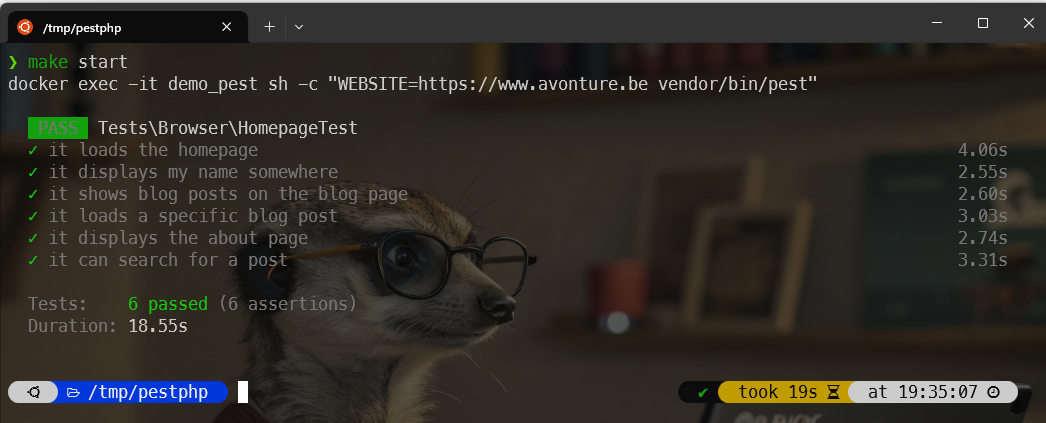 /tmp/pestphp
❯ make start
docker exec -it demo_pest sh -c "WEBSITE=https://www.avonture.be vendor/bin/pest"
PASS Tests\Browser\HomepageTest
✓ it loads the homepage 4.06s
✓ it displays my name somewhere 2.55s
✓ it shows blog posts on the blog page 2.60s
✓ it loads a specific blog post 3.03s
✓ it displays the about page 2.74s
✓ it can search for a post 3.31s
Tests: 6 passed (6 assertions)
Duration: 18.55s
/tmp/pestphp ✔ took 19s at 19:35:07